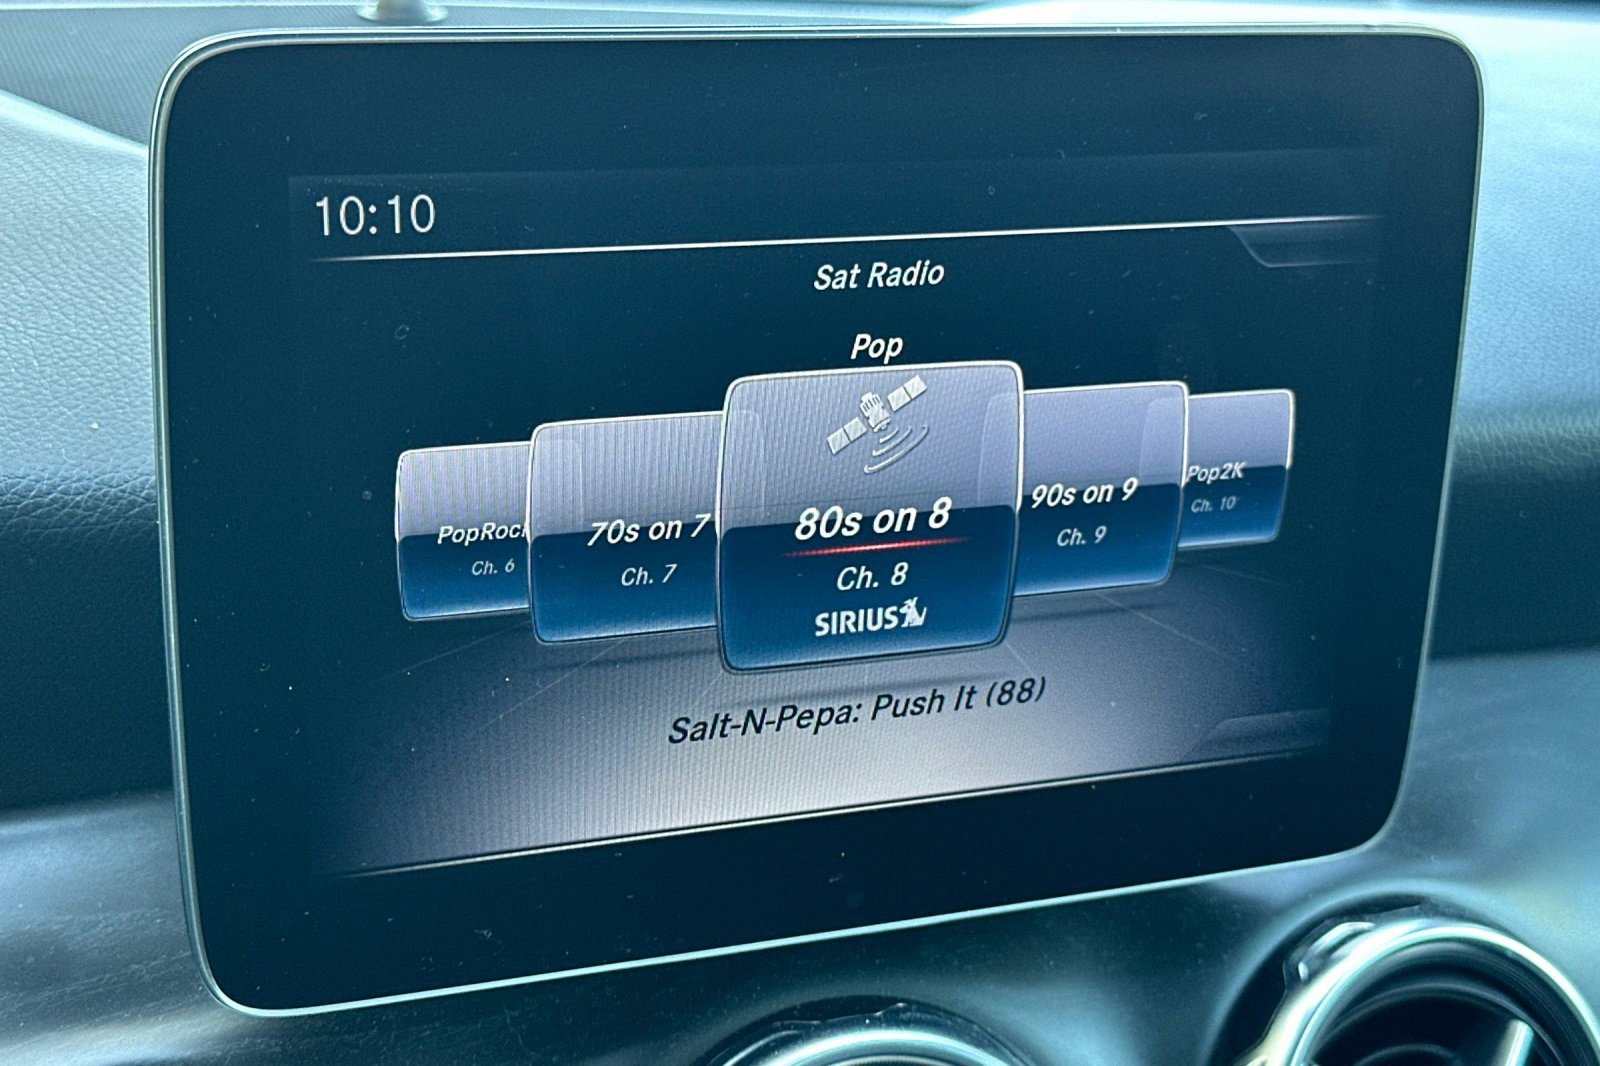 10:10
Sat Radio
Pop
PopRock
Ch. 6
70s on 7
Ch. 7
80s on 8
Ch. 8
SIRIUS
90s on 9
Ch. 9
Pop2K
Ch. 10
Salt-N-Pepa: Push It (88)